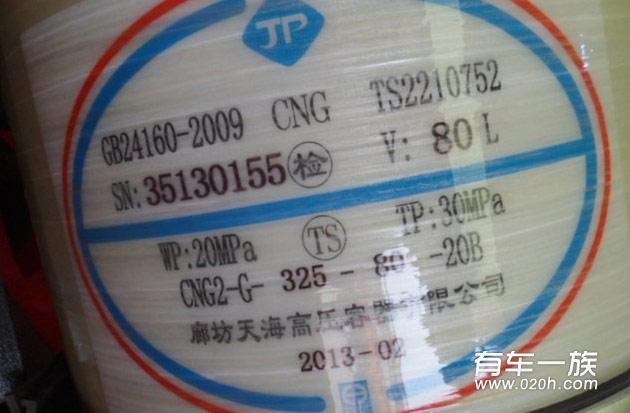 JP
GB24160-2009 CNG TS2210752
SN: 35130155 检 V: 80 L
WP:20MPa TS TP:30MPa
CNG2-G- 325 - 80 -20B
廊坊天海高压容器有限公司
2013-02
有车一族
www.020h.com